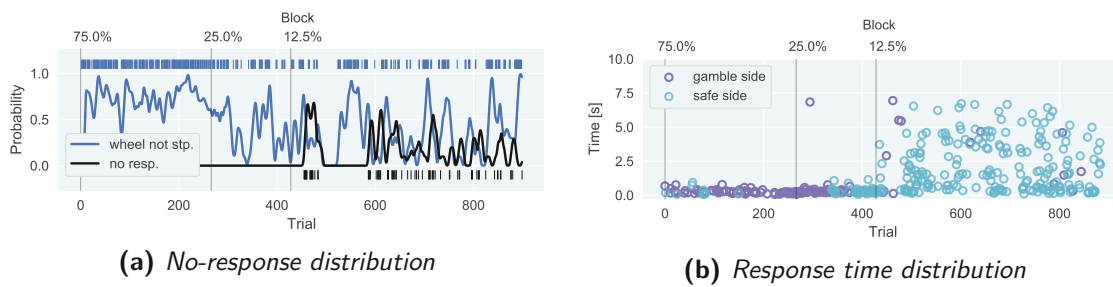 Block
75.0%
25.0%
12.5%
1.0
0.5
0.0
Probability
wheel not stp.
no resp.
0
200
400
600
800
Trial
(a) No-response distribution
Block
75.0%
25.0%
12.5%
10.0
7.5
5.0
2.5
0.0
Time [s]
gamble side
safe side
0
200
400
600
800
Trial
(b) Response time distribution